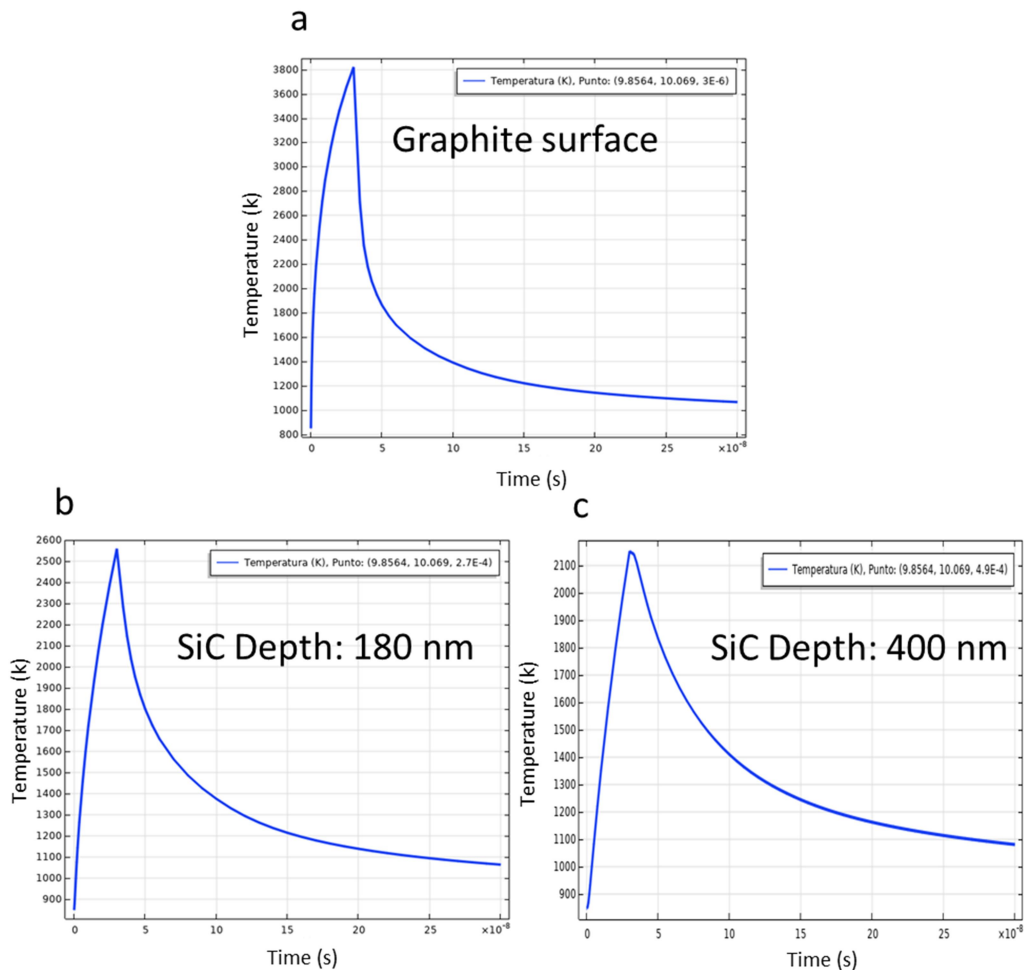 a
Temperatura (K), Punto: (9.8564, 10.069, 3E-6)
Graphite surface
Temperature (k)
3800
3600
3400
3200
3000
2800
2600
2400
2200
2000
1800
1600
1400
1200
1000
800
0 5 10 15 20 25 ×10⁻⁸
Time (s)
b
Temperatura (K), Punto: (9.8564, 10.069, 2.7E-4)
SiC Depth: 180 nm
Temperature (k)
2600
2500
2400
2300
2200
2100
2000
1900
1800
1700
1600
1500
1400
1300
1200
1100
1000
900
0 5 10 15 20 25 ×10⁻⁸
Time (s)
c
Temperatura (K), Punto: (9.8564, 10.069, 4.9E-4)
SiC Depth: 400 nm
Temperature (k)
2100
2000
1900
1800
1700
1600
1500
1400
1300
1200
1100
1000
900
0 5 10 15 20 25 ×10⁻⁸
Time (s)